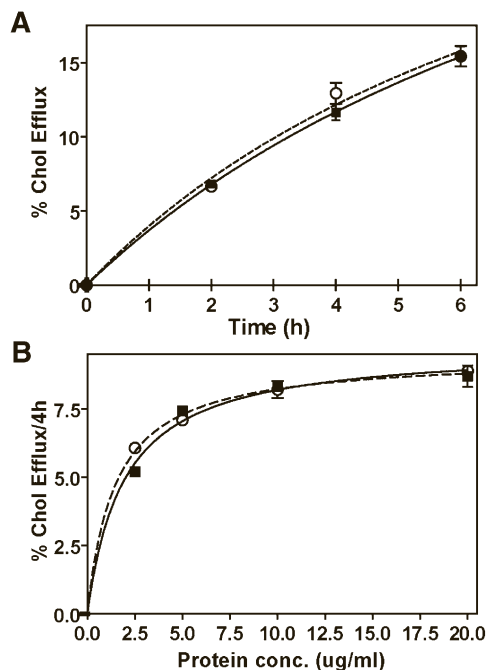 A
% Chol Efflux
15
10
5
0
0 1 2 3 4 5 6
Time (h)
B
% Chol Efflux/4h
7.5
5.0
2.5
0.0
0.0 2.5 5.0 7.5 10.0 12.5 15.0 17.5 20.0
Protein conc. (ug/ml)